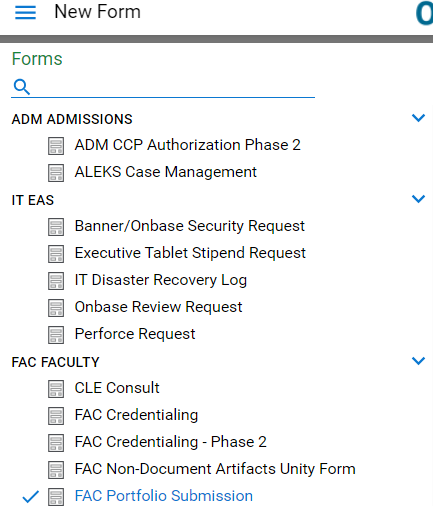 New Form
Forms
ADM ADMISSIONS
ADM CCP Authorization Phase 2
ALEKS Case Management
IT EAS
Banner/Onbase Security Request
Executive Tablet Stipend Request
IT Disaster Recovery Log
Onbase Review Request
Perforce Request
FAC FACULTY
CLE Consult
FAC Credentialing
FAC Credentialing - Phase 2
FAC Non-Document Artifacts Unity Form
FAC Portfolio Submission